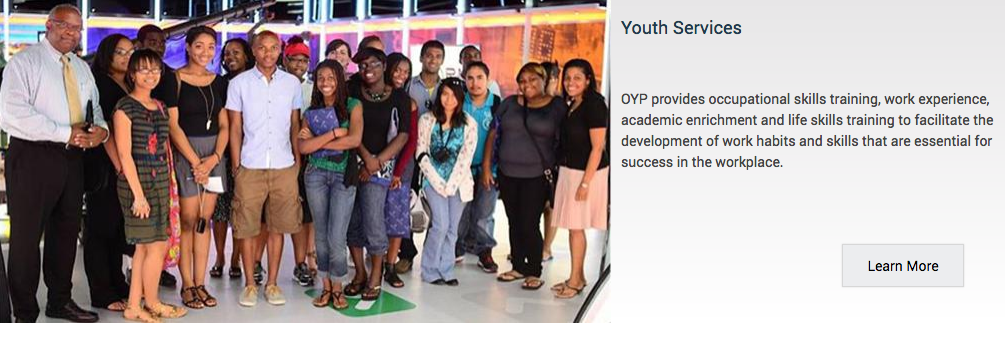 Youth Services
OYP provides occupational skills training, work experience,
academic enrichment and life skills training to facilitate the
development of work habits and skills that are essential for
success in the workplace.
Learn More